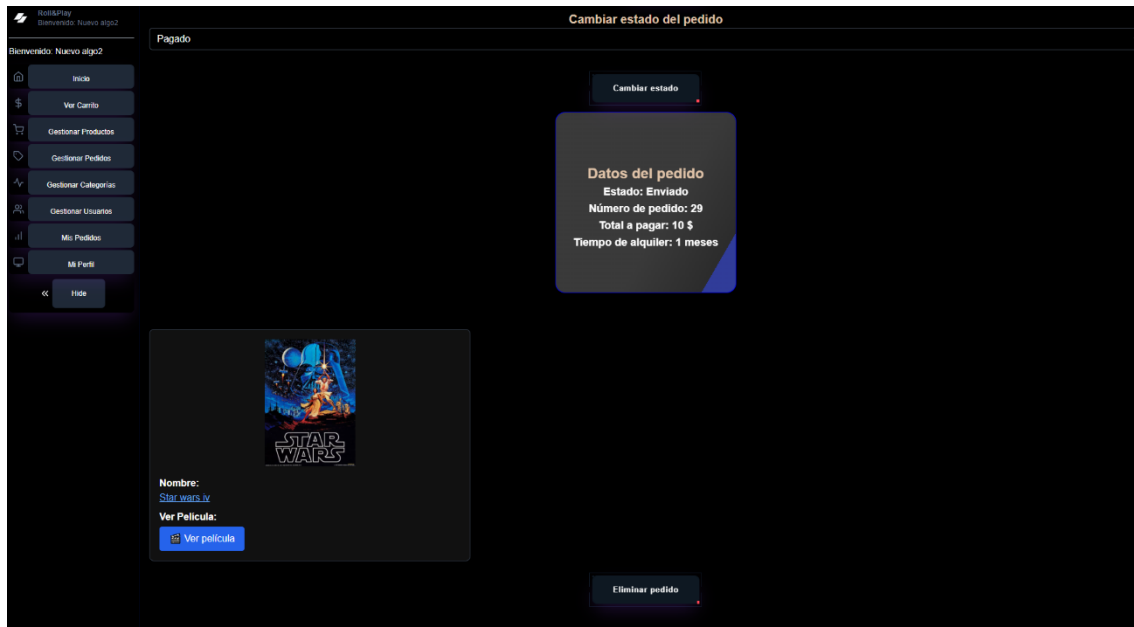 Roll&Play
Bienvenido: Nuevo algo2
Bienvenido: Nuevo algo2
Inicio
Ver Carrito
Gestionar Productos
Gestionar Pedidos
Gestionar Categorías
Gestionar Usuarios
Mis Pedidos
Mi Perfil
Hide
Cambiar estado del pedido
Pagado
Cambiar estado
Datos del pedido
Estado: Enviado
Número de pedido: 29
Total a pagar: 10 $
Tiempo de alquiler: 1 meses
STAR
WARS
Nombre:
Star wars iv
Ver Pelicula:
Ver película
Eliminar pedido